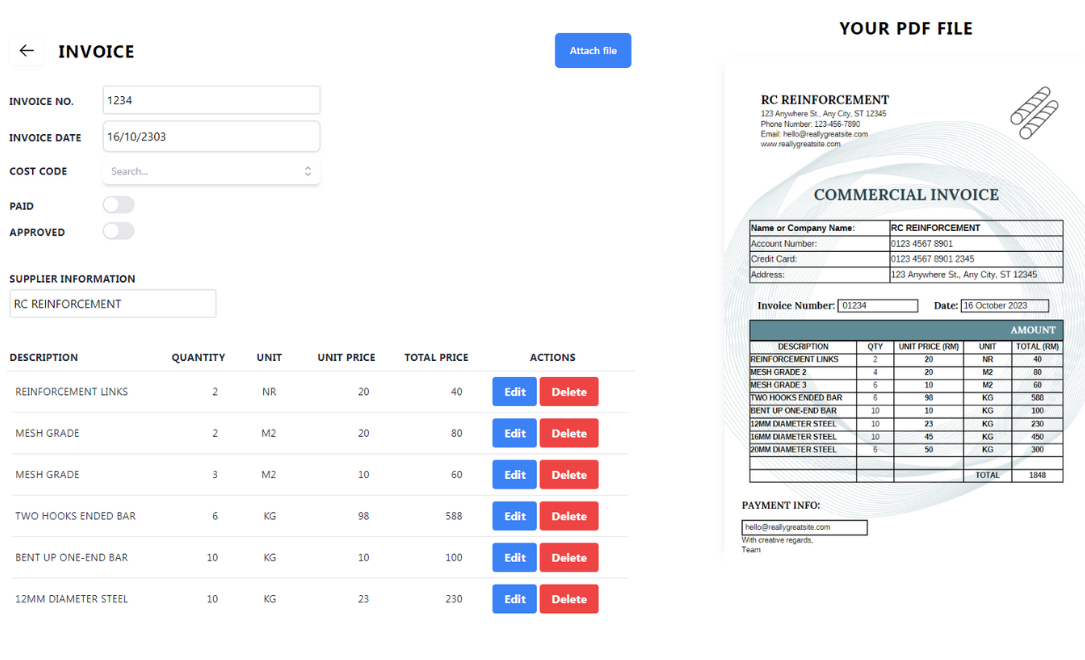 YOUR PDF FILE
INVOICE
Attach file
INVOICE NO. 1234
INVOICE DATE 16/10/2303
COST CODE Search...
PAID
APPROVED
SUPPLIER INFORMATION
RC REINFORCEMENT
DESCRIPTION QUANTITY UNIT UNIT PRICE TOTAL PRICE ACTIONS
REINFORCEMENT LINKS 2 NR 20 40 Edit Delete
MESH GRADE 2 M2 20 80 Edit Delete
MESH GRADE 3 M2 10 60 Edit Delete
TWO HOOKS ENDED BAR 6 KG 98 588 Edit Delete
BENT UP ONE-END BAR 10 KG 10 100 Edit Delete
12MM DIAMETER STEEL 10 KG 23 230 Edit Delete
RC REINFORCEMENT
123 Anywhere St., Any City, ST 12345
Phone Number: 123-456-7890
Email: hello@reallygreatsite.com
www.reallygreatsite.com
COMMERCIAL INVOICE
Name or Company Name: RC REINFORCEMENT
Account Number: 0123 4567 8901
Credit Card: 0123 4567 8901 2345
Address: 123 Anywhere St., Any City, ST 12345
Invoice Number: 01234 Date: 16 October 2023
AMOUNT
DESCRIPTION QTY UNIT PRICE (RM) UNIT TOTAL (RM)
REINFORCEMENT LINKS 2 20 NR 40
MESH GRADE 2 4 20 M2 80
MESH GRADE 3 6 10 M2 60
TWO HOOKS ENDED BAR 6 98 KG 588
BENT UP ONE-END BAR 10 10 KG 100
12MM DIAMETER STEEL 10 23 KG 230
16MM DIAMETER STEEL 10 45 KG 450
20MM DIAMETER STEEL 6 50 KG 300
TOTAL 1848
PAYMENT INFO:
hello@reallygreatsite.com
With creative regards,
Team